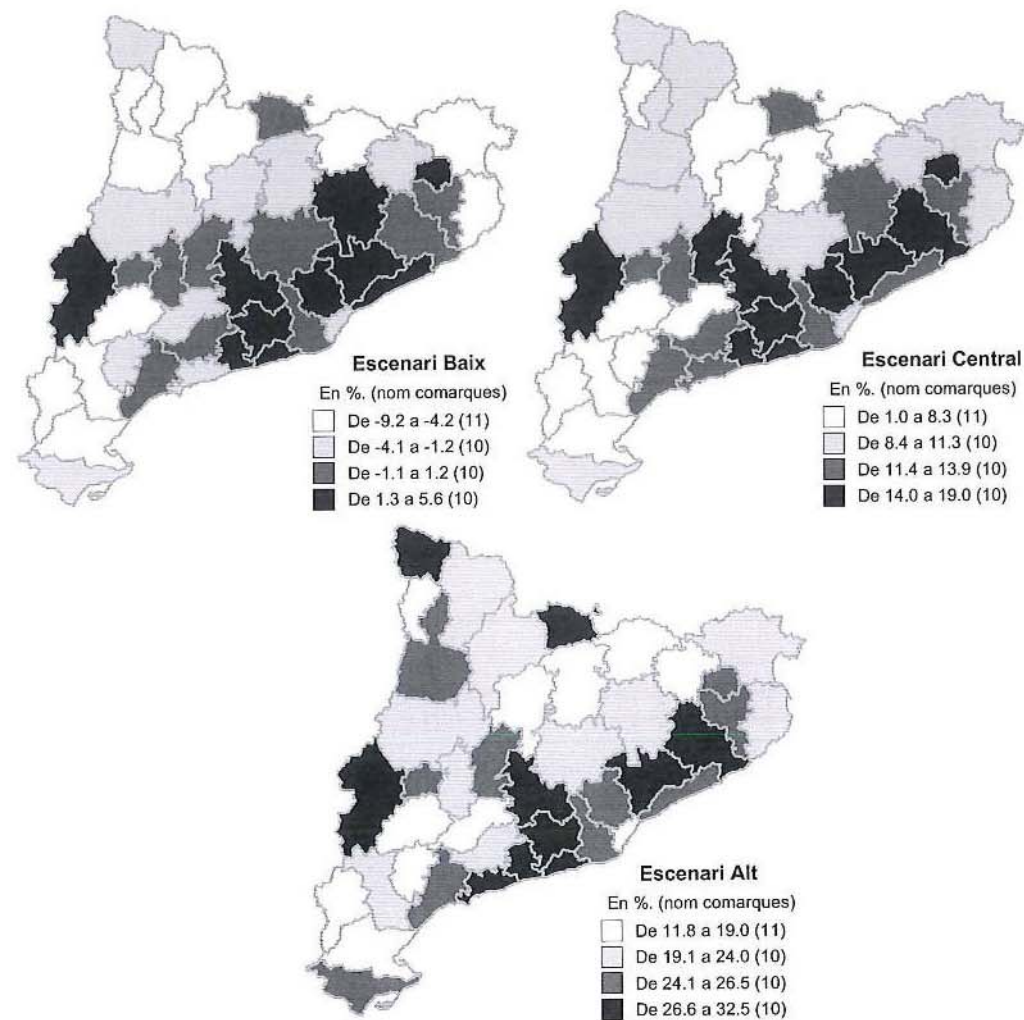 Escenari Baix
En %. (nom comarques)
De -9.2 a -4.2 (11)
De -4.1 a -1.2 (10)
De -1.1 a 1.2 (10)
De 1.3 a 5.6 (10)
Escenari Central
En %. (nom comarques)
De 1.0 a 8.3 (11)
De 8.4 a 11.3 (10)
De 11.4 a 13.9 (10)
De 14.0 a 19.0 (10)
Escenari Alt
En %. (nom comarques)
De 11.8 a 19.0 (11)
De 19.1 a 24.0 (10)
De 24.1 a 26.5 (10)
De 26.6 a 32.5 (10)